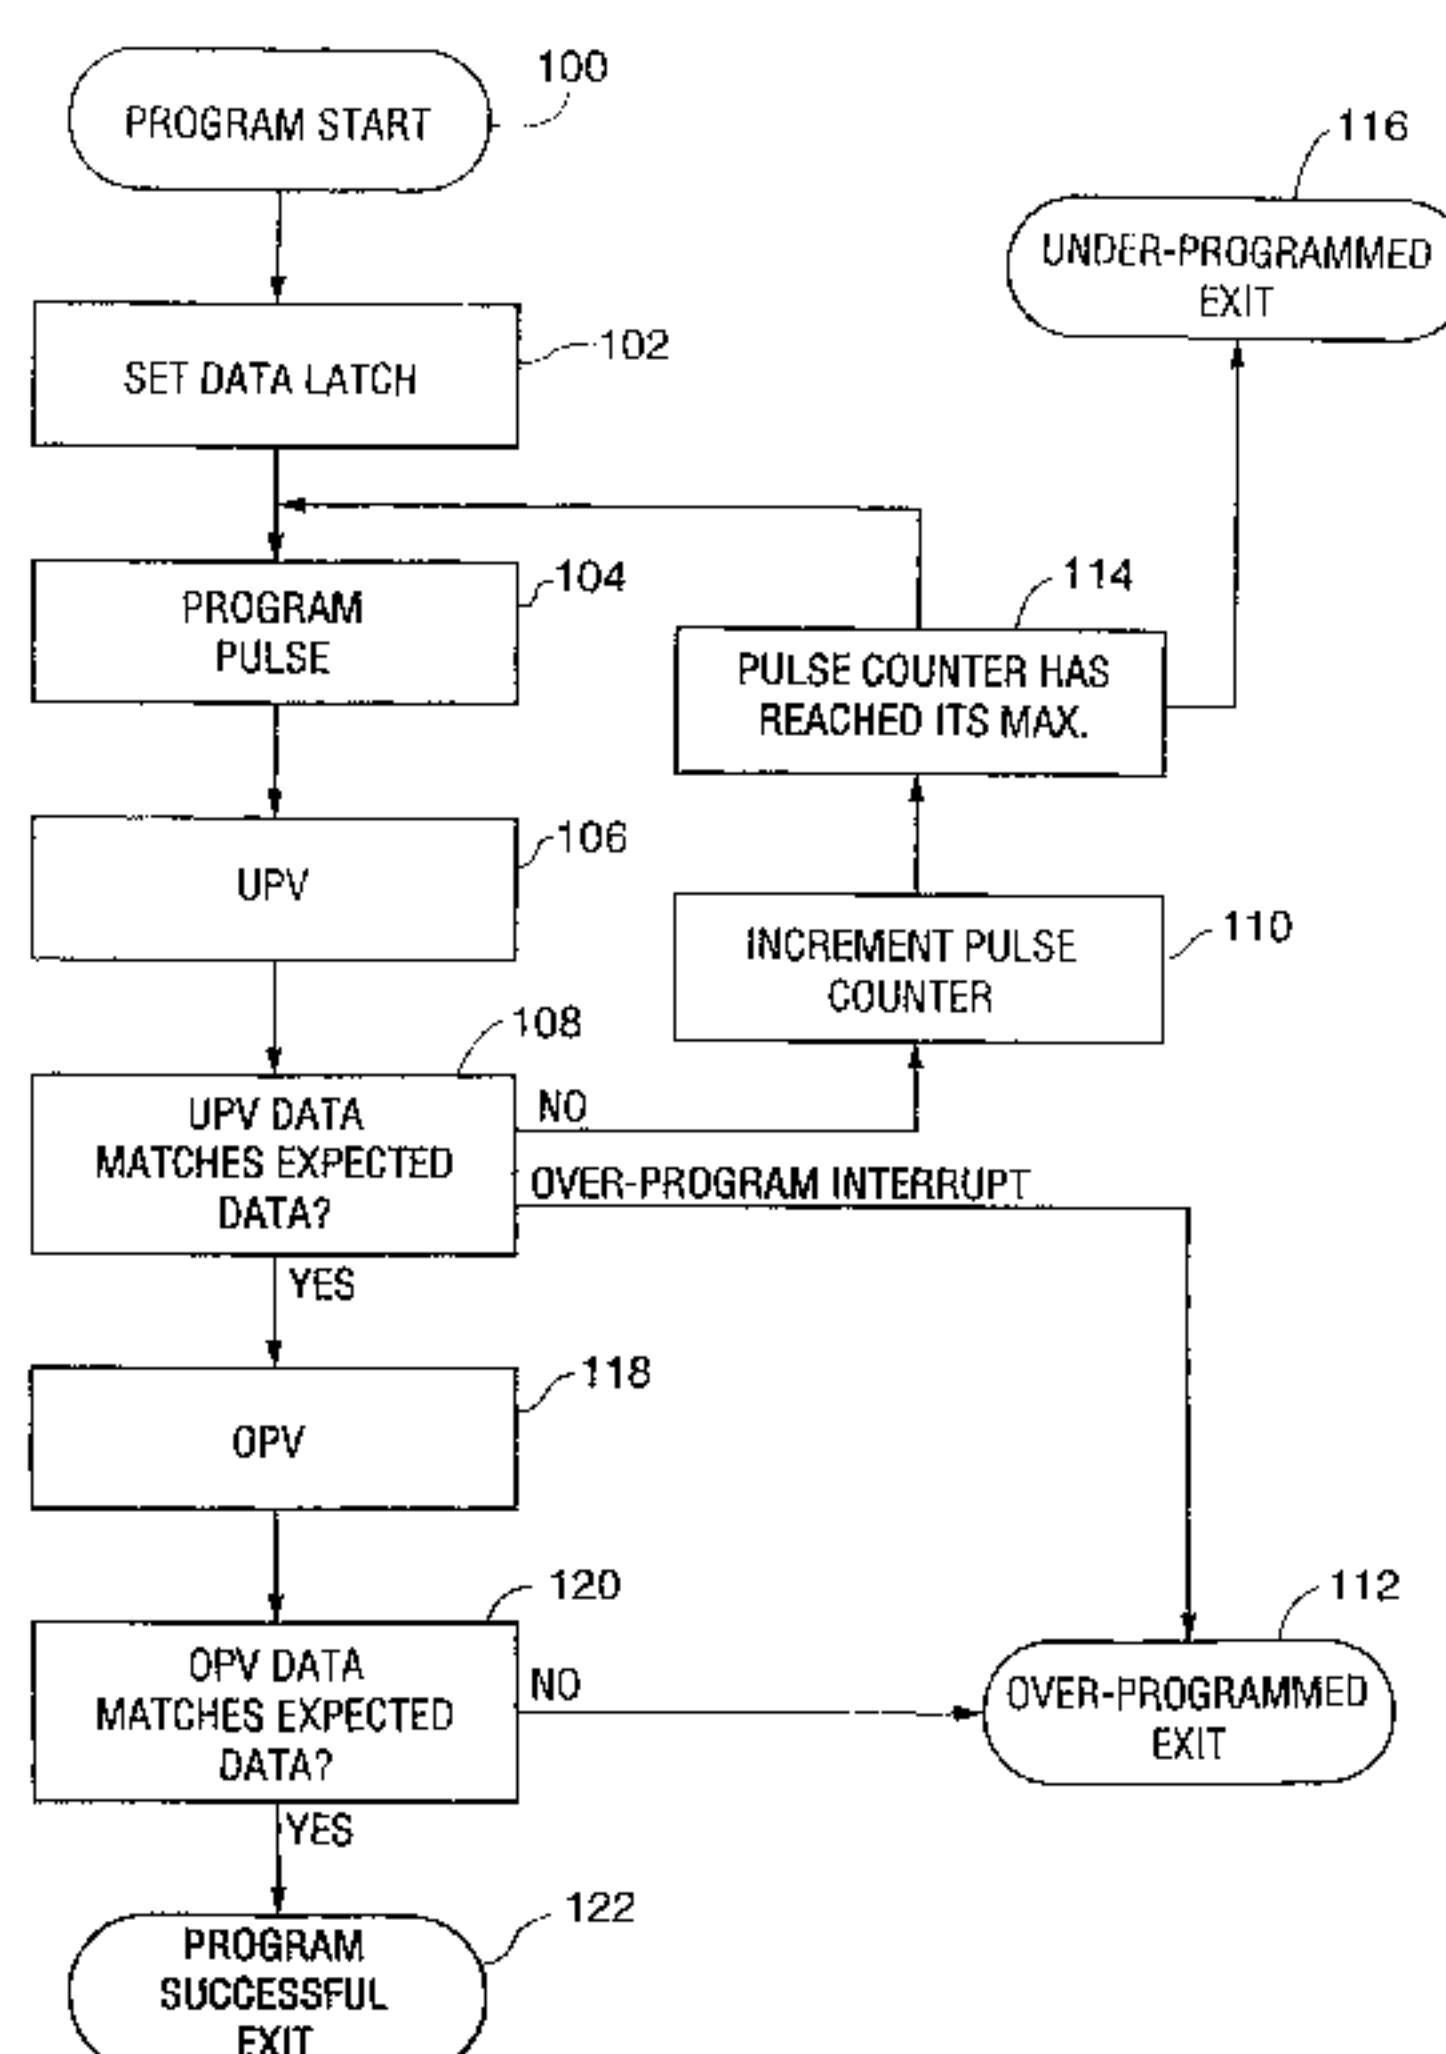 PROGRAM START
100
116
UNDER-PROGRAMMED
EXIT
SET DATA LATCH
102
PROGRAM
PULSE
104
114
PULSE COUNTER HAS
REACHED ITS MAX.
UPV
106
INCREMENT PULSE
COUNTER
110
108
UPV DATA
MATCHES EXPECTED
DATA?
NO
OVER-PROGRAM INTERRUPT
YES
OPV
118
120
OPV DATA
MATCHES EXPECTED
DATA?
NO
112
OVER-PROGRAMMED
EXIT
YES
PROGRAM
SUCCESSFUL
EXIT
122